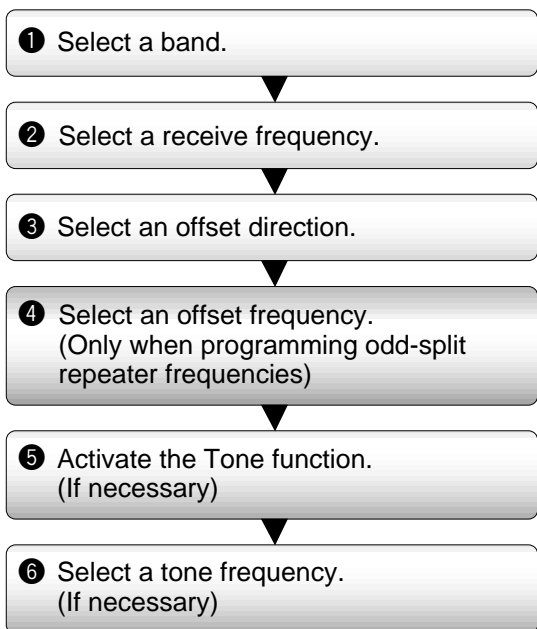 ❶ Select a band.
❷ Select a receive frequency.
❸ Select an offset direction.
❹ Select an offset frequency.
(Only when programming odd-split
repeater frequencies)
❺ Activate the Tone function.
(If necessary)
❻ Select a tone frequency.
(If necessary)